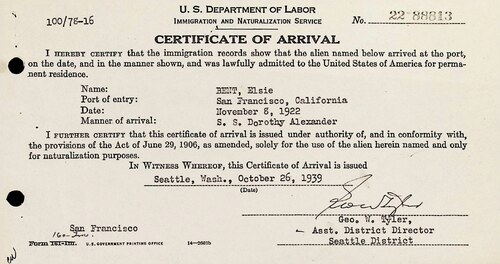 U. S. DEPARTMENT OF LABOR
100/78-16
IMMIGRATION AND NATURALIZATION SERVICE
No. 22-88813
CERTIFICATE OF ARRIVAL
I HEREBY CERTIFY that the immigration records show that the alien named below arrived at the port,
on the date, and in the manner shown, and was lawfully admitted to the United States of America for perma-
nent residence.
Name: BENT, Elsie
Port of entry: San Francisco, California
Date: November 8, 1922
Manner of arrival: S. S. Dorothy Alexander
I FURTHER CERTIFY that this certificate of arrival is issued under authority of, and in conformity with,
the provisions of the Act of June 29, 1906, as amended, solely for the use of the alien herein named and only
for naturalization purposes.
IN WITNESS WHEREOF, this Certificate of Arrival is issued
Seattle, Wash., October 26, 1939
(Date)
Geo W Tyler
Geo. W. Tyler,
Asst. District Director
Seattle District
San Francisco
Form
U. S. GOVERNMENT PRINTING OFFICE